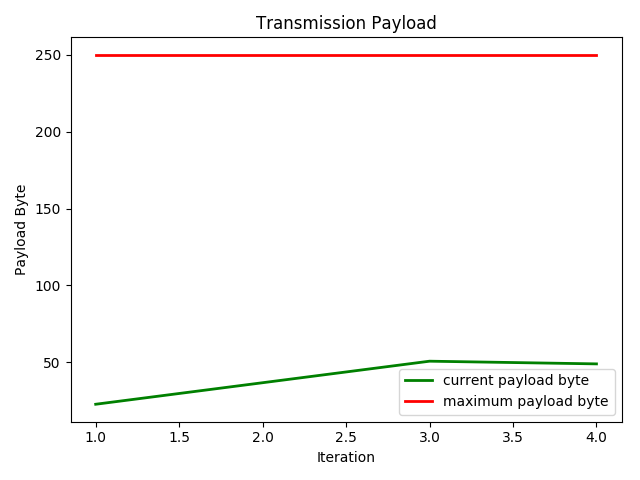 Transmission Payload
250
200
150
100
50
Payload Byte
current payload byte
maximum payload byte
1.0 1.5 2.0 2.5 3.0 3.5 4.0
Iteration